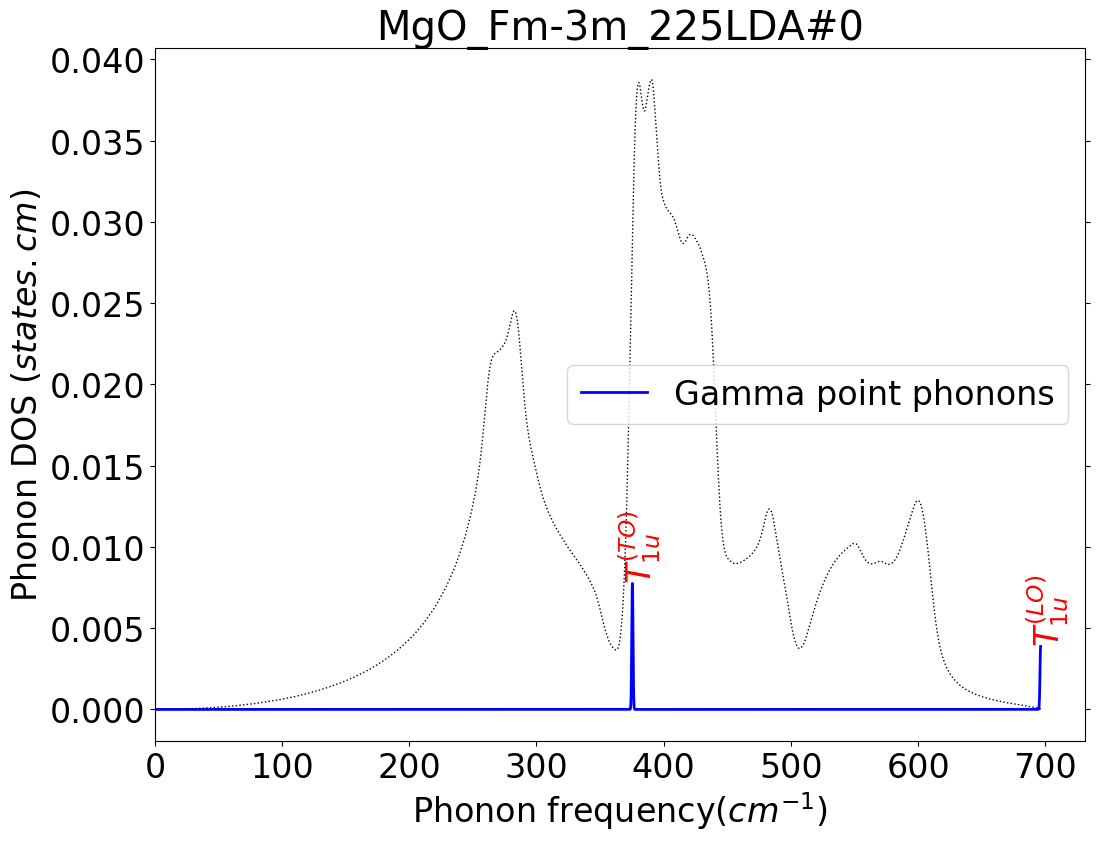 MgO_Fm-3m_225LDA#0
0.040
0.035
0.030
0.025
0.020
0.015
0.010
0.005
0.000
Phonon DOS (states.cm)
Gamma point phonons
T_{1u}^{(TO)}
T_{1u}^{(LO)}
0 100 200 300 400 500 600 700
Phonon frequency(cm^{-1})